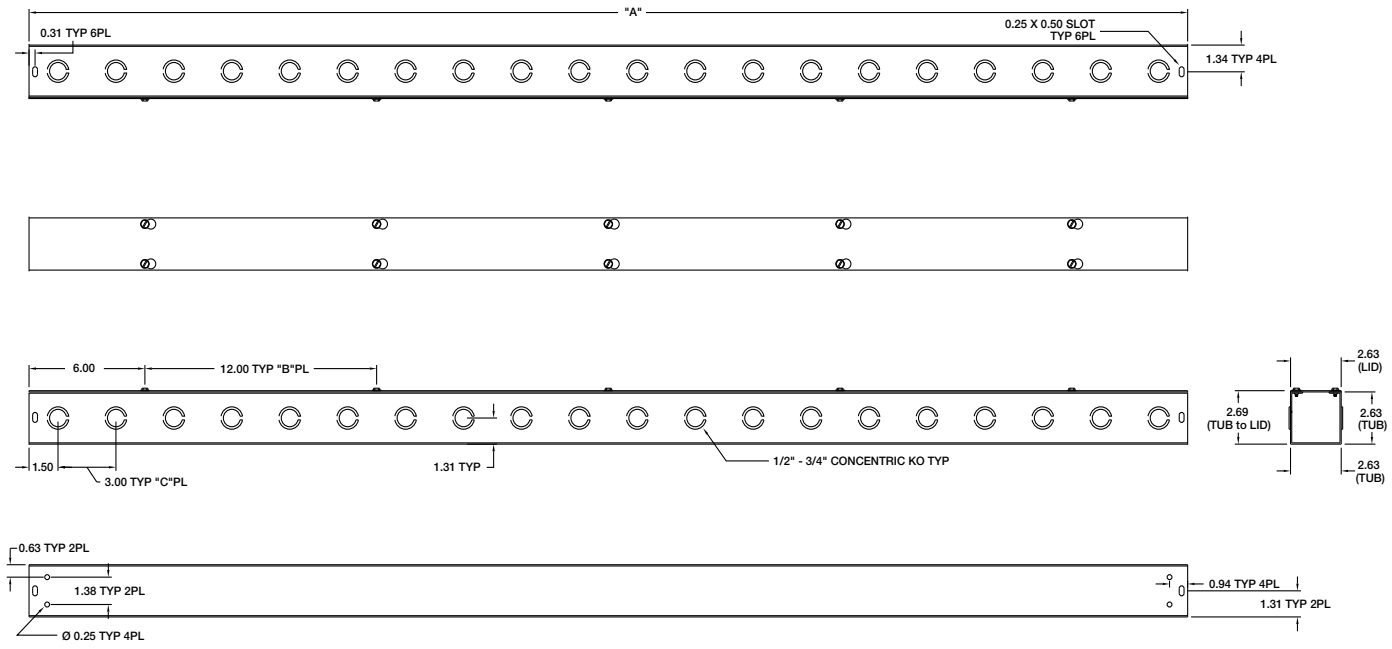 "A"
0.31 TYP 6PL
0.25 X 0.50 SLOT
TYP 6PL
1.34 TYP 4PL
6.00
12.00 TYP "B"PL
2.63
(LID)
2.69
(TUB to LID)
2.63
(TUB)
1.50
3.00 TYP "C"PL
1.31 TYP
1/2" - 3/4" CONCENTRIC KO TYP
2.63
(TUB)
0.63 TYP 2PL
1.38 TYP 2PL
0.94 TYP 4PL
1.31 TYP 2PL
Ø 0.25 TYP 4PL